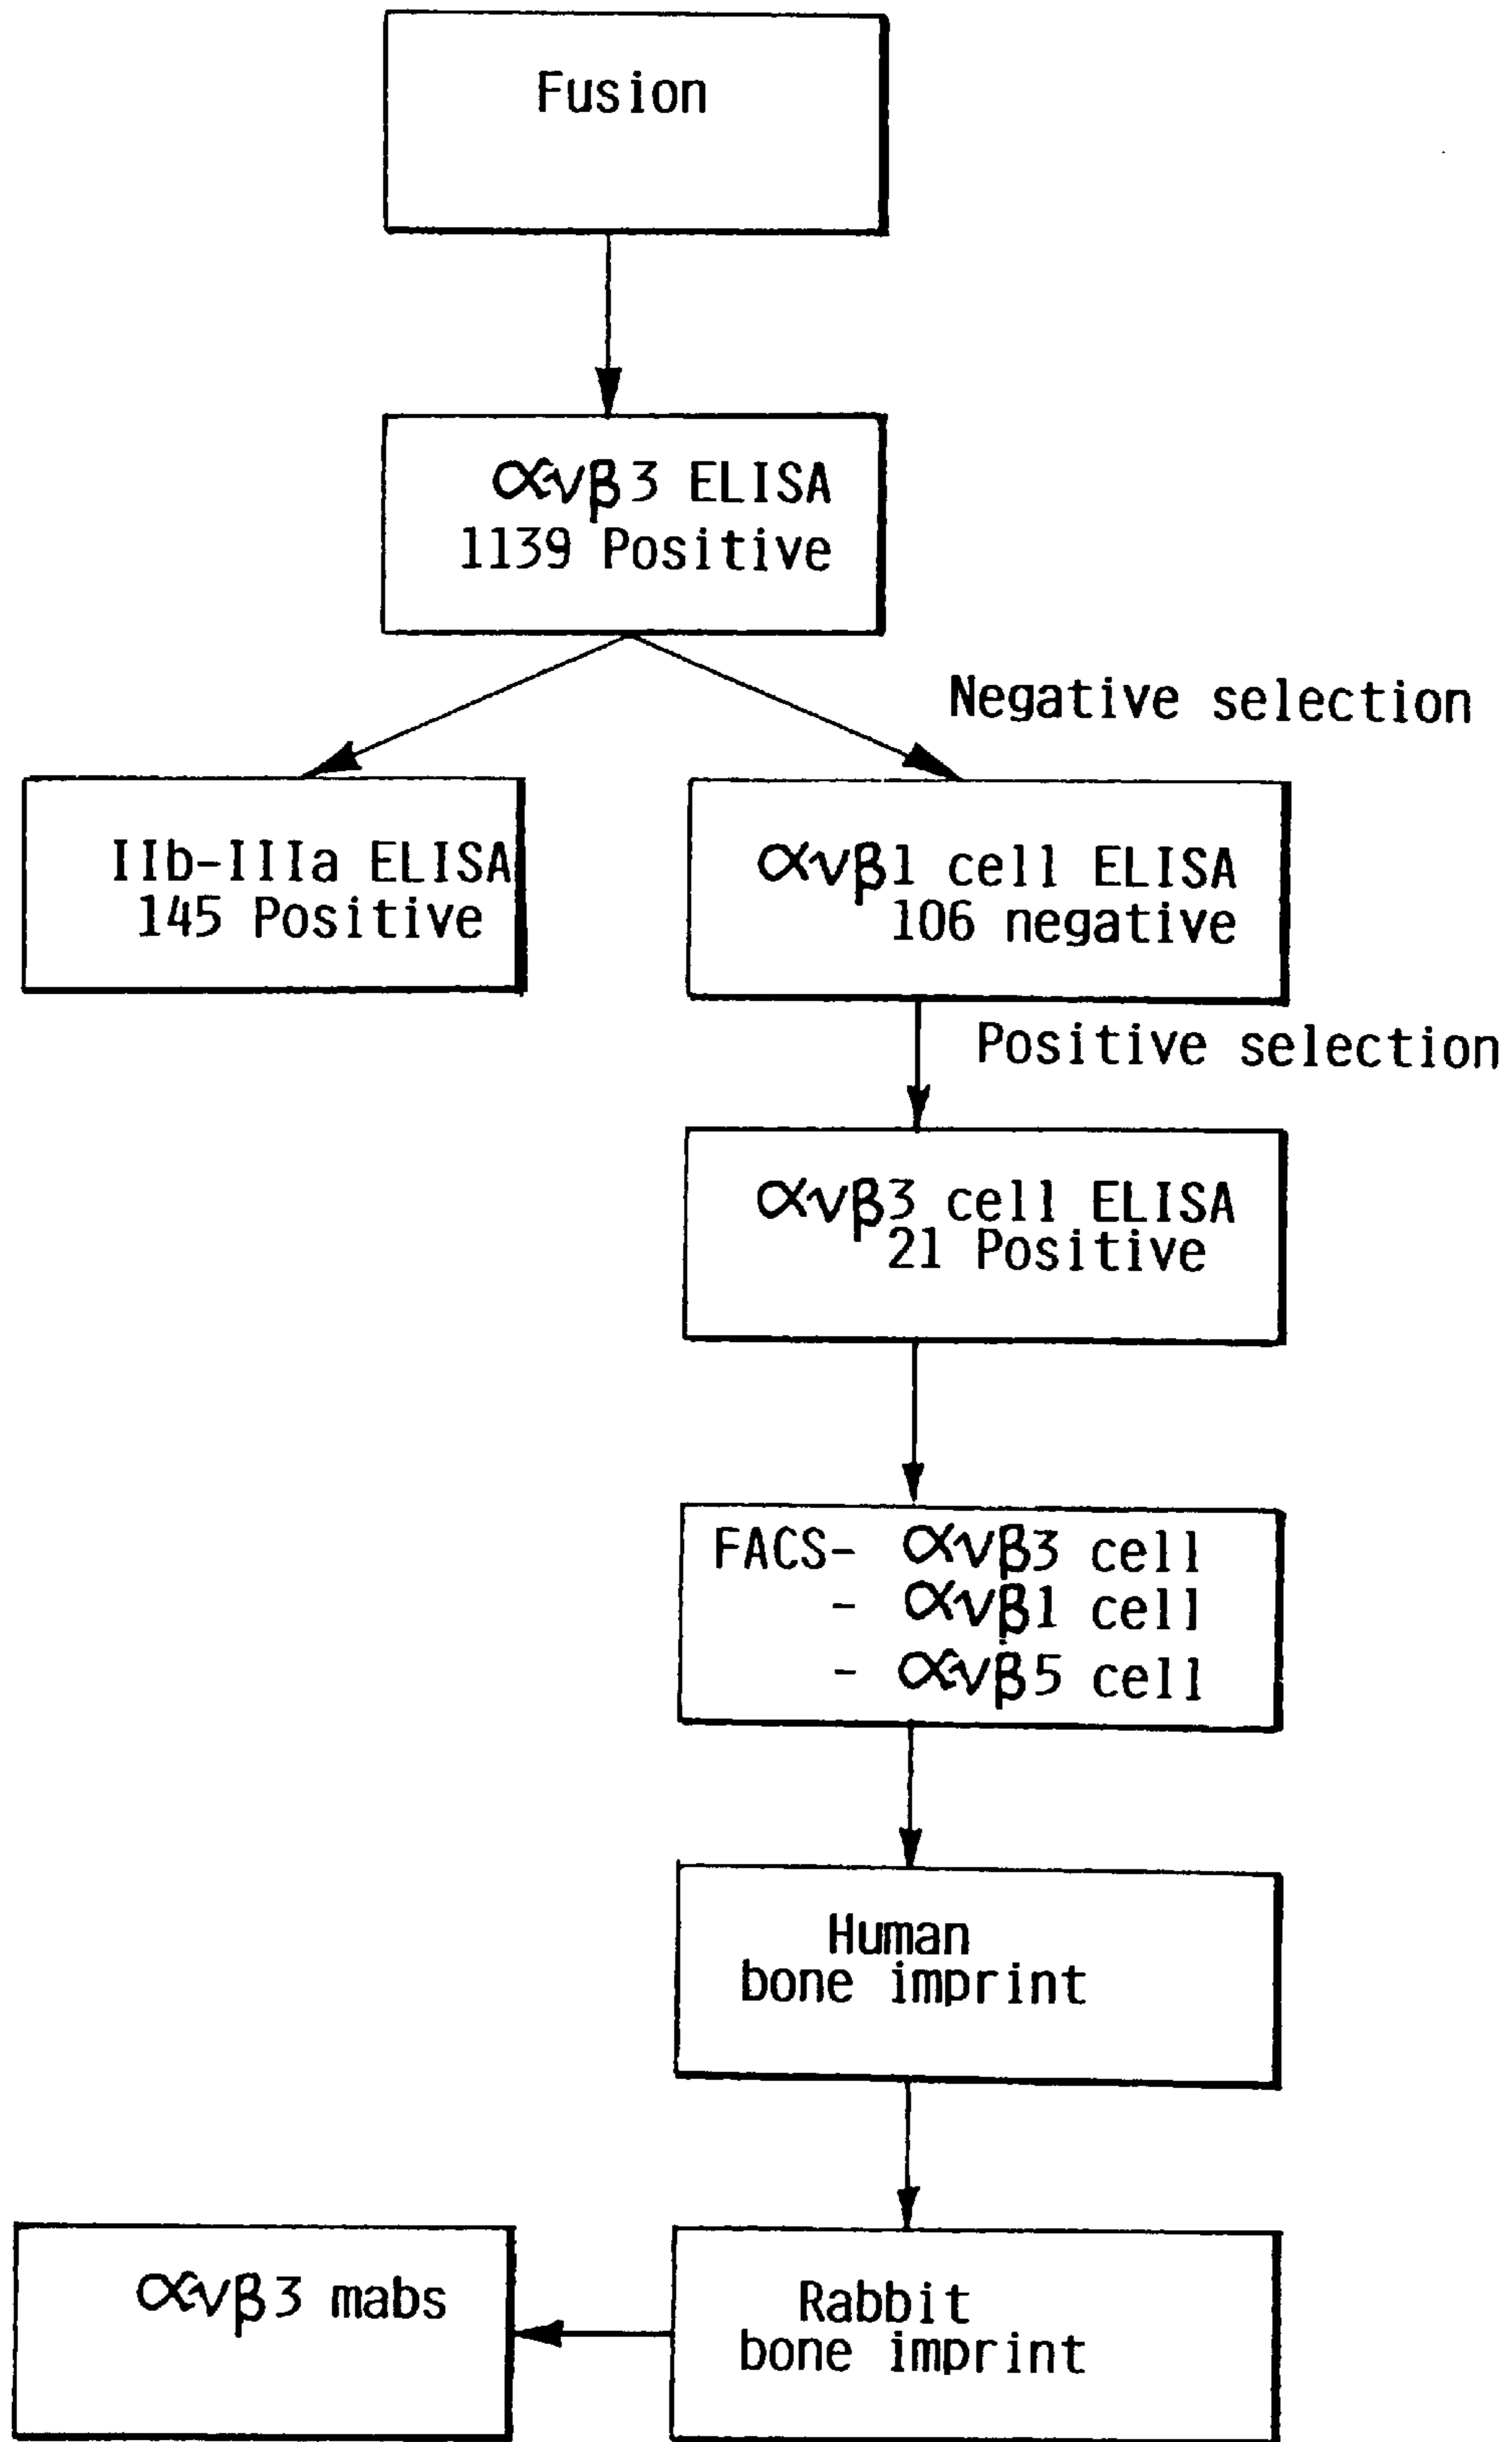 Fusion
αvβ3 ELISA
1139 Positive
Negative selection
IIb-IIIa ELISA
145 Positive
αvβ1 cell ELISA
106 negative
Positive selection
αvβ3 cell ELISA
21 Positive
FACS- αvβ3 cell
- αvβ1 cell
- αvβ5 cell
Human
bone imprint
αvβ3 mabs
Rabbit
bone imprint